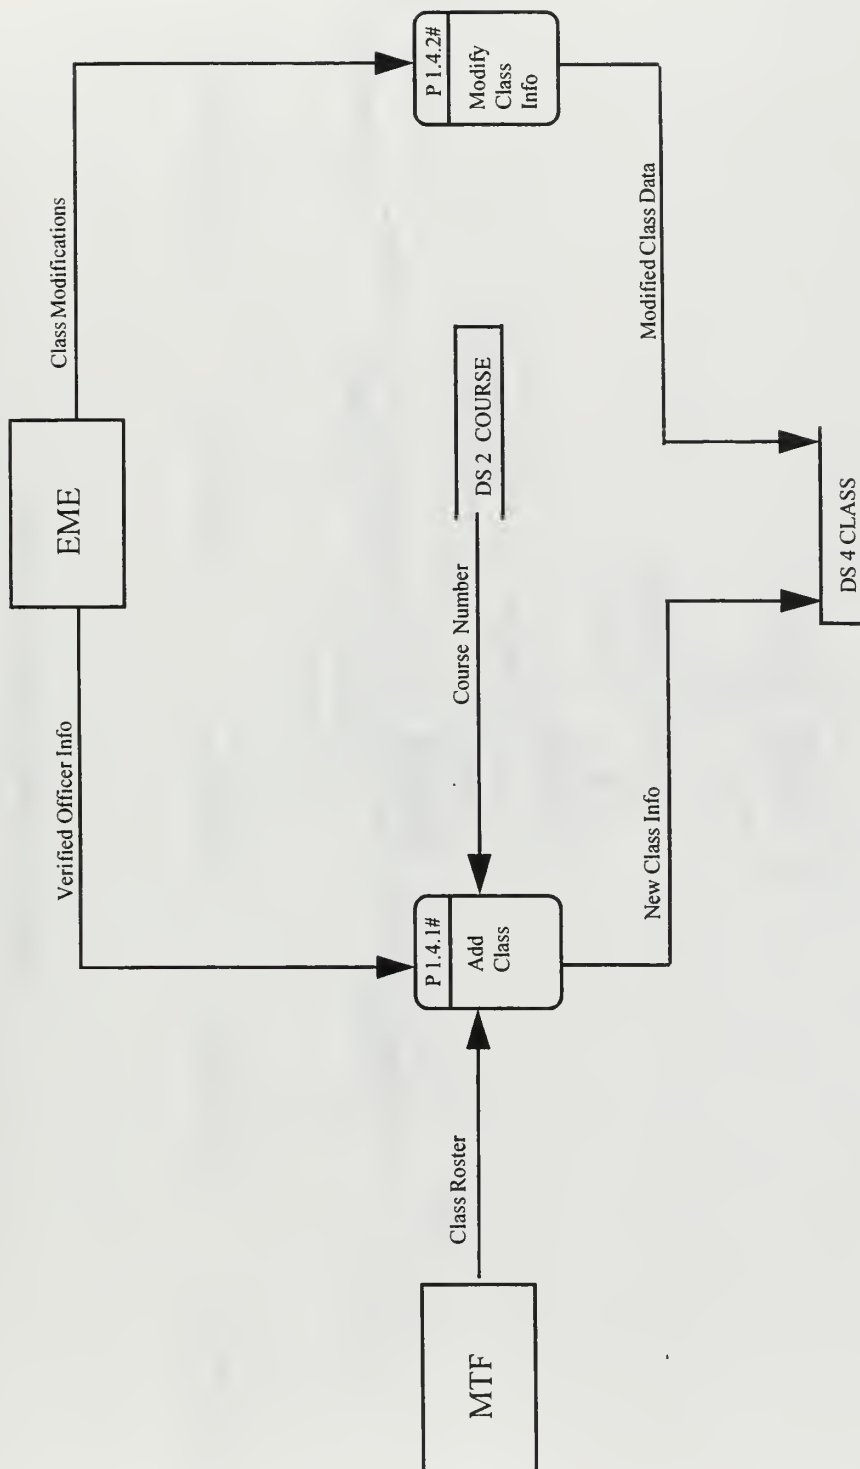 EME
Verified Officer Info
Class Modifications
MTF
Class Roster
P 1.4.1#
Add
Class
Course Number
DS 2 COURSE
P 1.4.2#
Modify
Class
Info
New Class Info
Modified Class Data
DS 4 CLASS